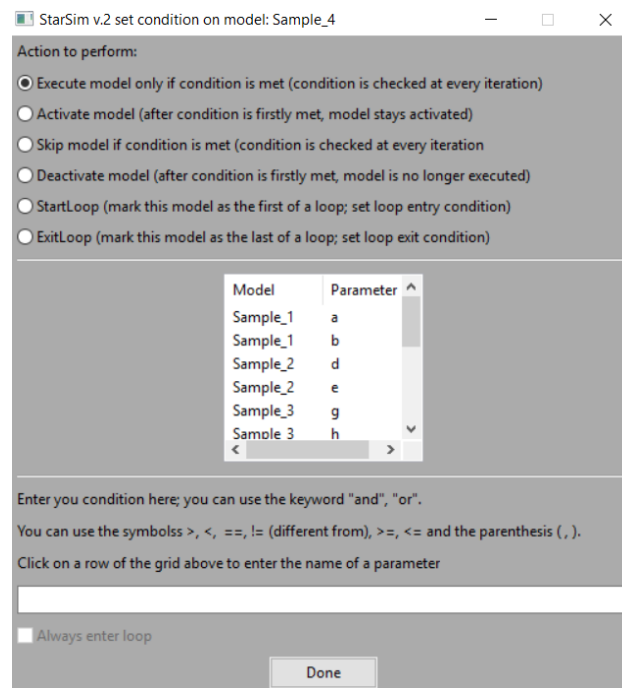 StarSim v.2 set condition on model: Sample_4
Action to perform:
Execute model only if condition is met (condition is checked at every iteration)
Activate model (after condition is firstly met, model stays activated)
Skip model if condition is met (condition is checked at every iteration
Deactivate model (after condition is firstly met, model is no longer executed)
StartLoop (mark this model as the first of a loop; set loop entry condition)
ExitLoop (mark this model as the last of a loop; set loop exit condition)
Model Parameter
Sample_1 a
Sample_1 b
Sample_2 d
Sample_2 e
Sample_3 g
Sample_3 h
Enter you condition here; you can use the keyword "and", "or".
You can use the symbolss >, <, ==, != (different from), >=, <= and the parenthesis ( , ).
Click on a row of the grid above to enter the name of a parameter
Always enter loop
Done